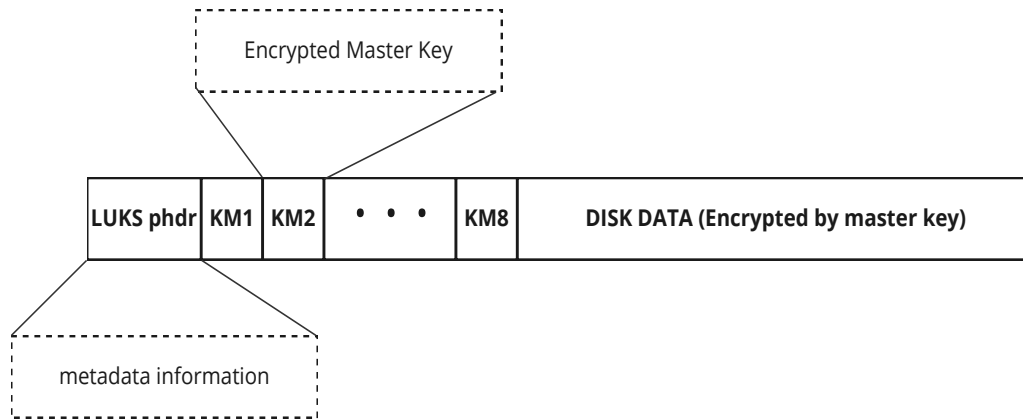 Encrypted Master Key
LUKS phdr KM1 KM2 • • • KM8 DISK DATA (Encrypted by master key)
metadata information